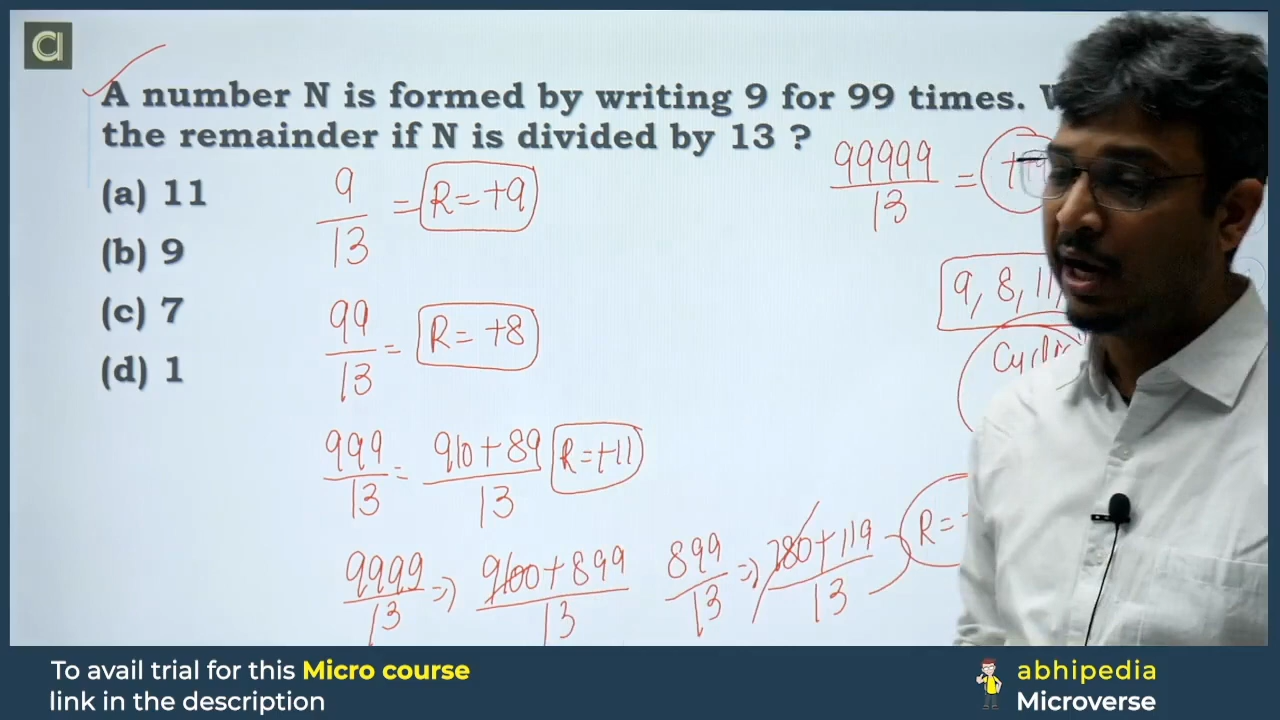 A number N is formed by writing 9 for 99 times.
the remainder if N is divided by 13 ?
(a) 11
(b) 9
(c) 7
(d) 1
9/13 = R = +9
99/13 = R = +8
999/13 = 910 + 89/13 R = +11
9999/13 => 9100 + 899/13
899/13 => 780 + 119/13 R =
99999/13 =
9, 8, 11,
To avail trial for this Micro course
link in the description
abhipedia
Microverse